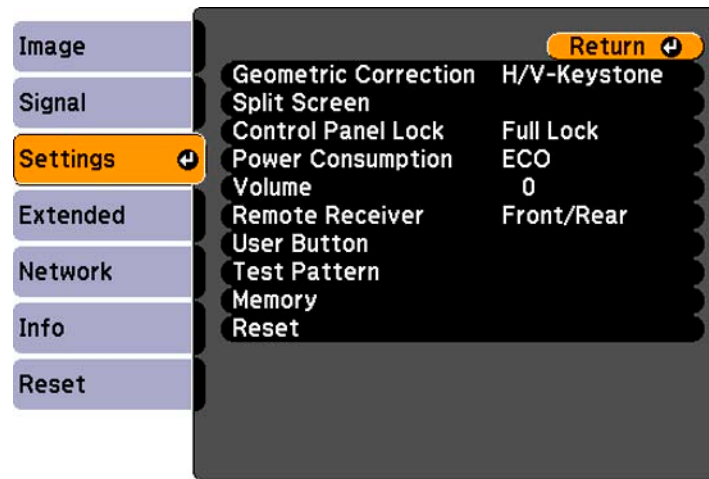 Image
Signal
Settings
Extended
Network
Info
Reset
Return
Geometric Correction H/V-Keystone
Split Screen
Control Panel Lock Full Lock
Power Consumption ECO
Volume 0
Remote Receiver Front/Rear
User Button
Test Pattern
Memory
Reset